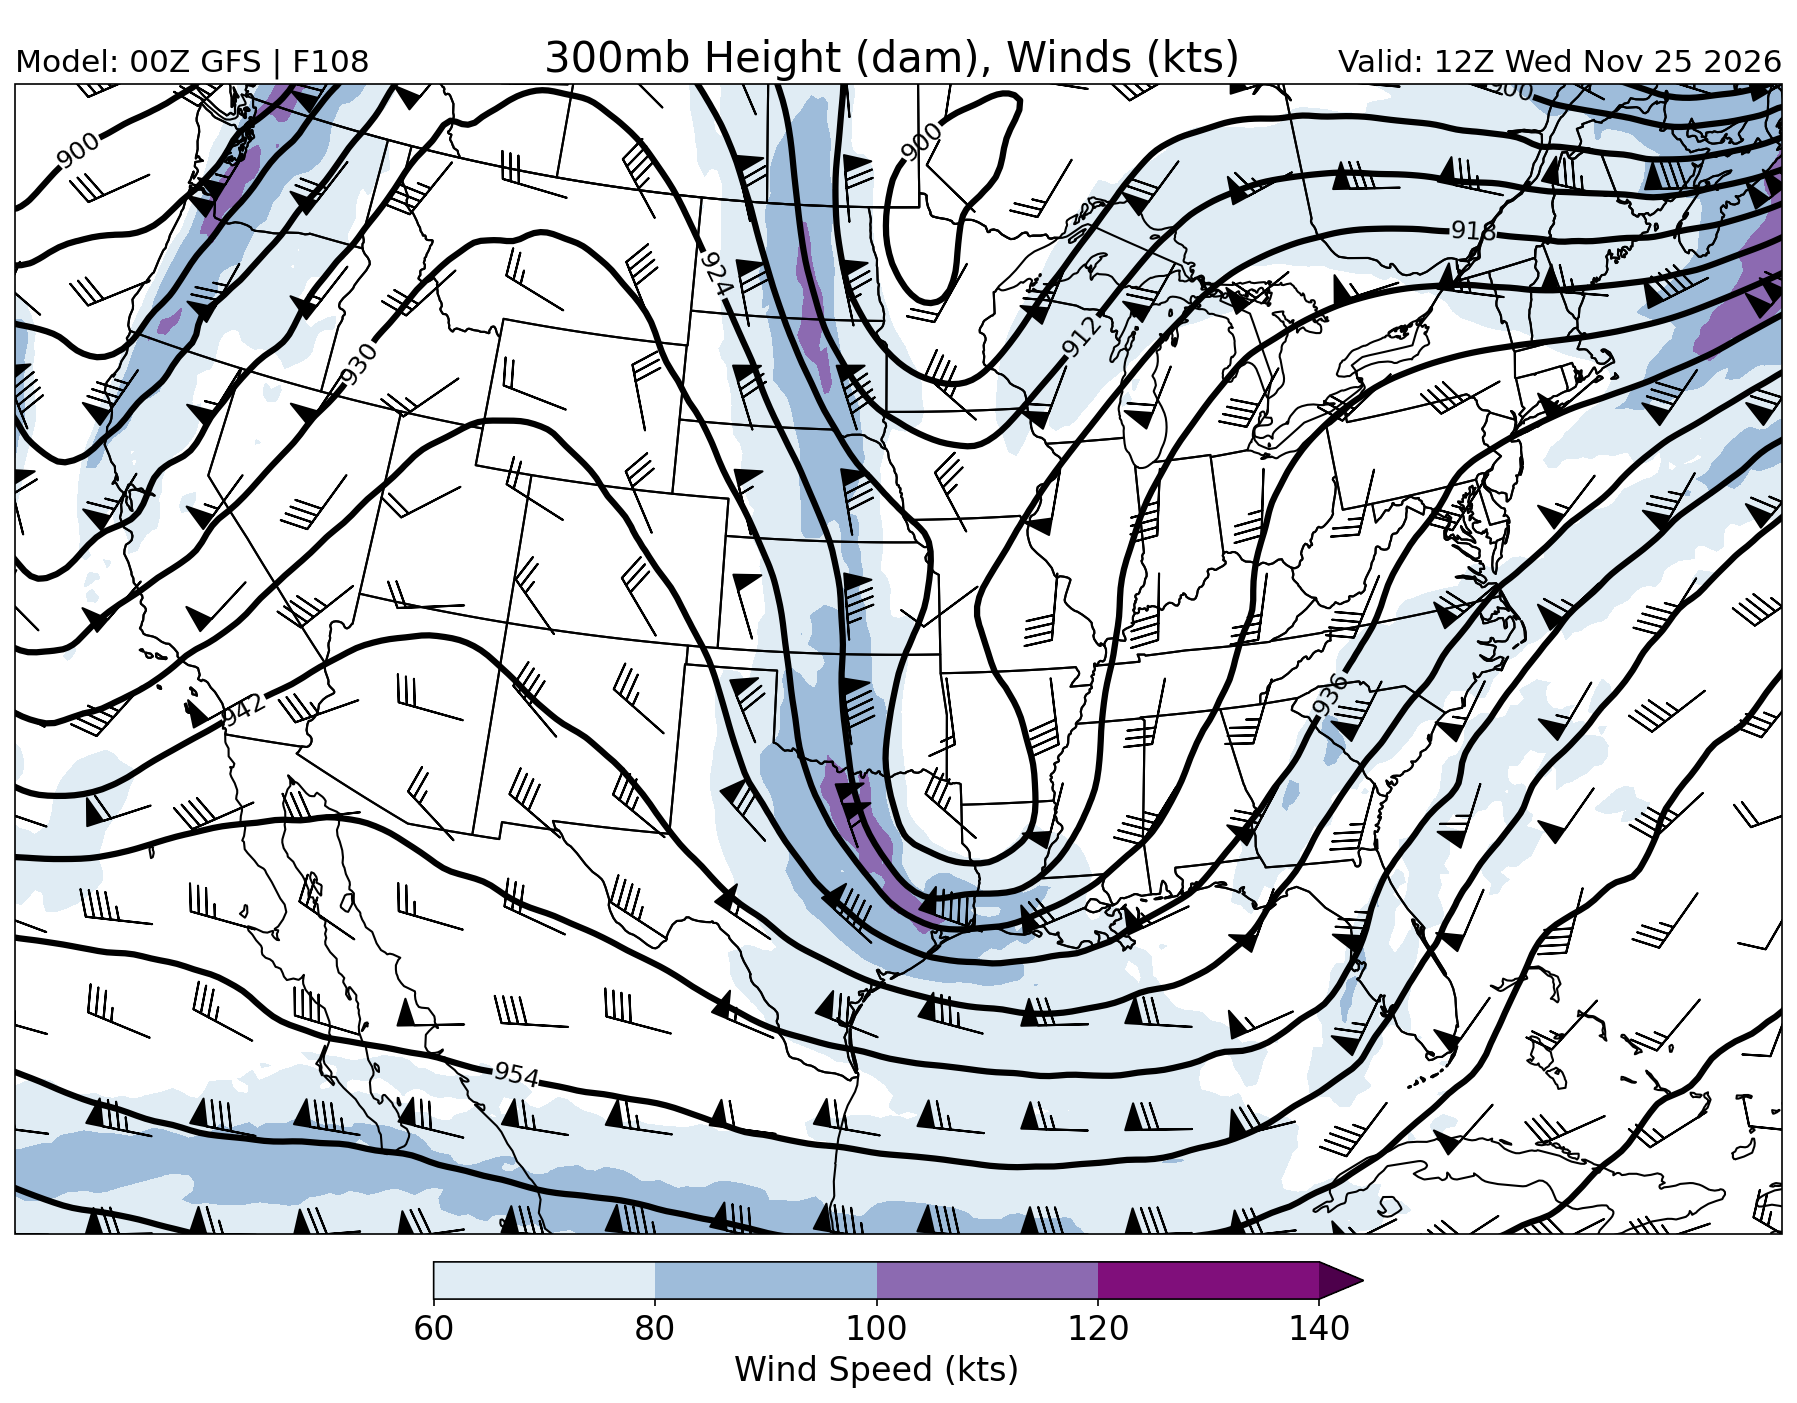 Model: 00Z GFS | F108
300mb Height (dam), Winds (kts)
Valid: 12Z Wed Nov 25 2026
900
900
900
918
924
912
930
936
942
954
60 80 100 120 140
Wind Speed (kts)